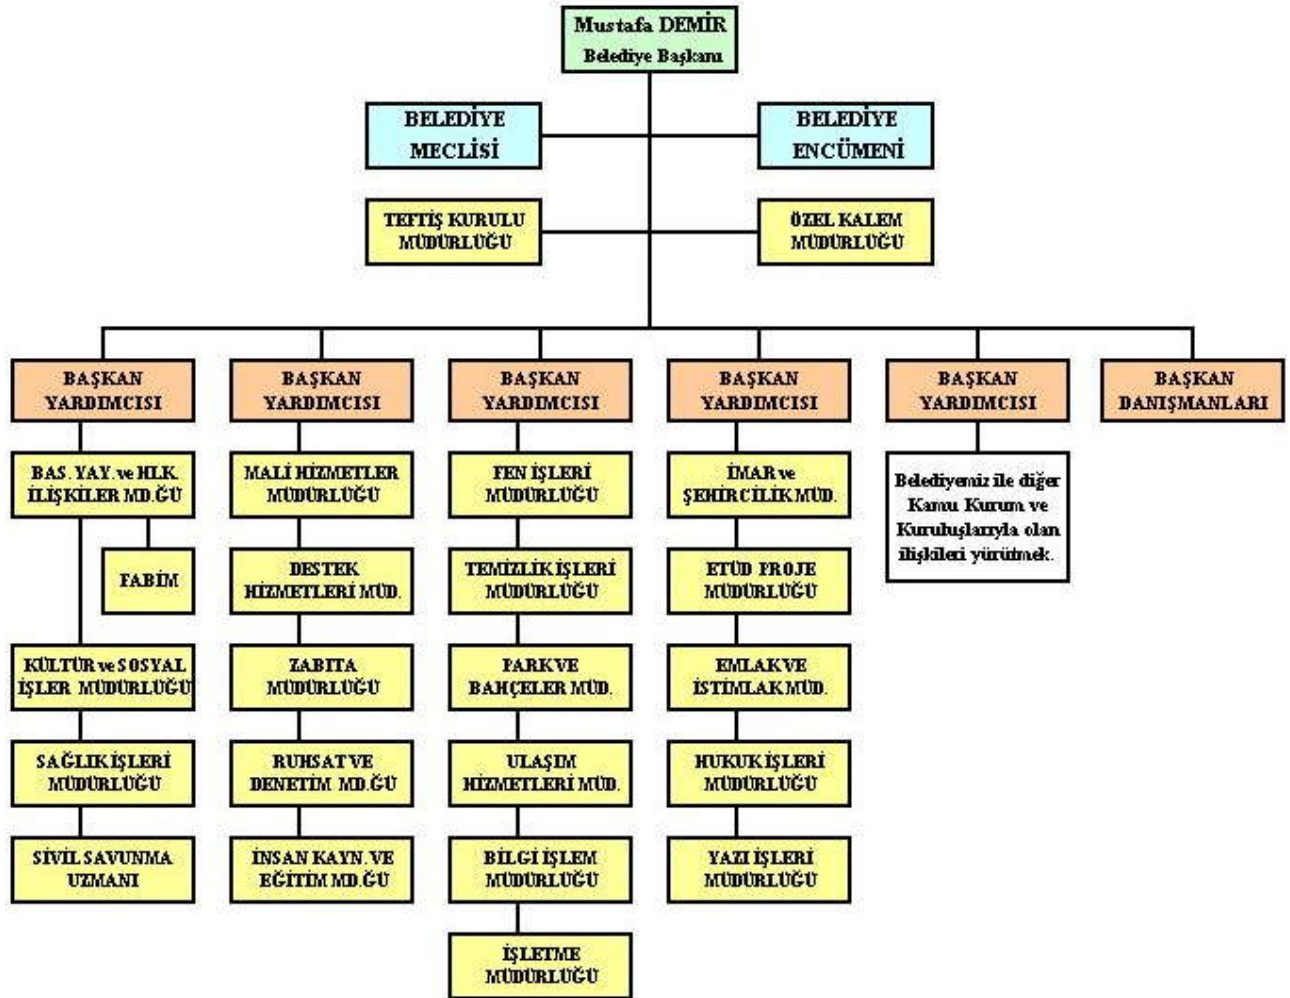 Mustafa DEMİR
Belediye Başkanı
BELEDİYE
MECLİSİ
BELEDİYE
ENCÜMENİ
TEFTİŞ KURULU
MÜDÜRLÜĞÜ
ÖZEL KALEM
MÜDÜRLÜĞÜ
BAŞKAN
YARDIMCISI
BAŞKAN
YARDIMCISI
BAŞKAN
YARDIMCISI
BAŞKAN
YARDIMCISI
BAŞKAN
YARDIMCISI
BAŞKAN
DANIŞMANLARI
BAS. YAY. ve HLK.
İLİŞKİLER MD.ĞÜ
FABİM
KÜLTÜR ve SOSYAL
İŞLER MÜDÜRLÜĞÜ
SAĞLIK İŞLERİ
MÜDÜRLÜĞÜ
SİVİL SAVUNMA
UZMANI
MALİ HİZMETLER
MÜDÜRLÜĞÜ
DESTEK
HİZMETLERİ MÜD.
ZABITA
MÜDÜRLÜĞÜ
RUHSAT VE
DENETİM MD.ĞÜ
İNSAN KAYN. VE
EĞİTİM MD.ĞÜ
FEN İŞLERİ
MÜDÜRLÜĞÜ
TEMİZLİK İŞLERİ
MÜDÜRLÜĞÜ
PARK VE
BAHÇELER MÜD.
ULAŞIM
HİZMETLERİ MÜD.
BİLGİ İŞLEM
MÜDÜRLÜĞÜ
İŞLETME
MÜDÜRLÜĞÜ
İMAR ve
ŞEHİRCİLİK MÜD.
ETÜD PROJE
MÜDÜRLÜĞÜ
EMLAK VE
İSTİMLAK MÜD.
HUKUK İŞLERİ
MÜDÜRLÜĞÜ
YAZI İŞLERİ
MÜDÜRLÜĞÜ
Belediyemiz ile diğer
Kamu Kurum ve
Kuruluşlarıyla olan
ilişkileri yürütmek.